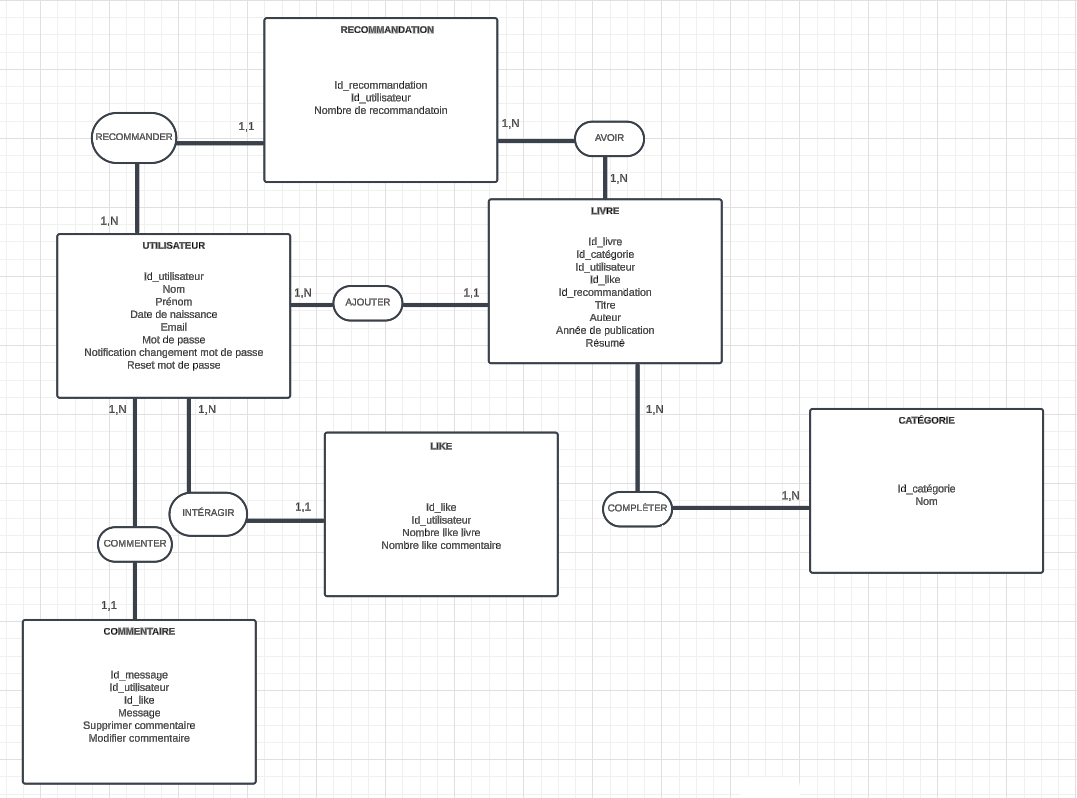 RECOMMANDATION
Id_recommandation
Id_utilisateur
Nombre de recommandatoin
RECOMMANDER
1,1
1,N
AVOIR
1,N
1,N
UTILISATEUR
Id_utilisateur
Nom
Prénom
Date de naissance
Email
Mot de passe
Notification changement mot de passe
Reset mot de passe
1,N
AJOUTER
1,1
LIVRE
Id_livre
Id_catégorie
Id_utilisateur
Id_like
Id_recommandation
Titre
Auteur
Année de publication
Résumé
1,N
1,N
1,N
CATÉGORIE
Id_catégorie
Nom
1,N
COMPLÈTER
LIKE
Id_like
Id_utilisateur
Nombre like livre
Nombre like commentaire
1,1
INTÉRAGIR
COMMENTER
1,1
COMMENTAIRE
Id_message
Id_utilisateur
Id_like
Message
Supprimer commentaire
Modifier commentaire